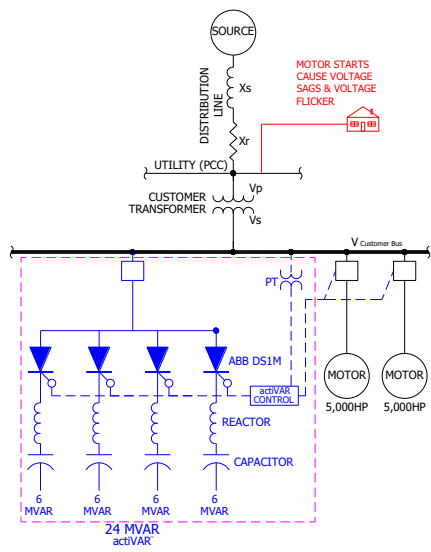 SOURCE
MOTOR STARTS
CAUSE VOLTAGE
SAGS & VOLTAGE
FLICKER
DISTRIBUTION
LINE
Xs
Xr
UTILITY (PCC)
Vp
CUSTOMER
TRANSFORMER
Vs
V Customer Bus
PT
ABB DS1M
actiVAR
CONTROL
MOTOR
MOTOR
5,000HP
5,000HP
REACTOR
CAPACITOR
6
MVAR
6
MVAR
6
MVAR
6
MVAR
24 MVAR
actiVAR